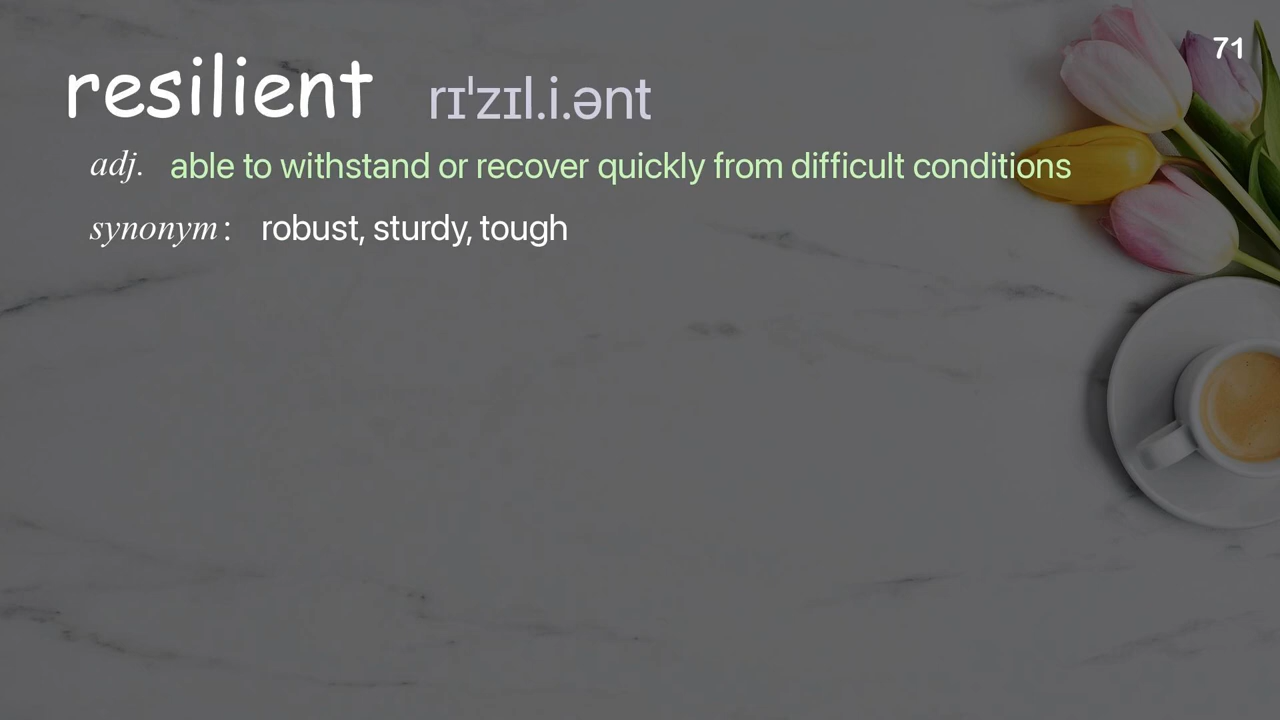 71
resilient rɪˈzɪl.i.ənt
adj. able to withstand or recover quickly from difficult conditions
synonym: robust, sturdy, tough